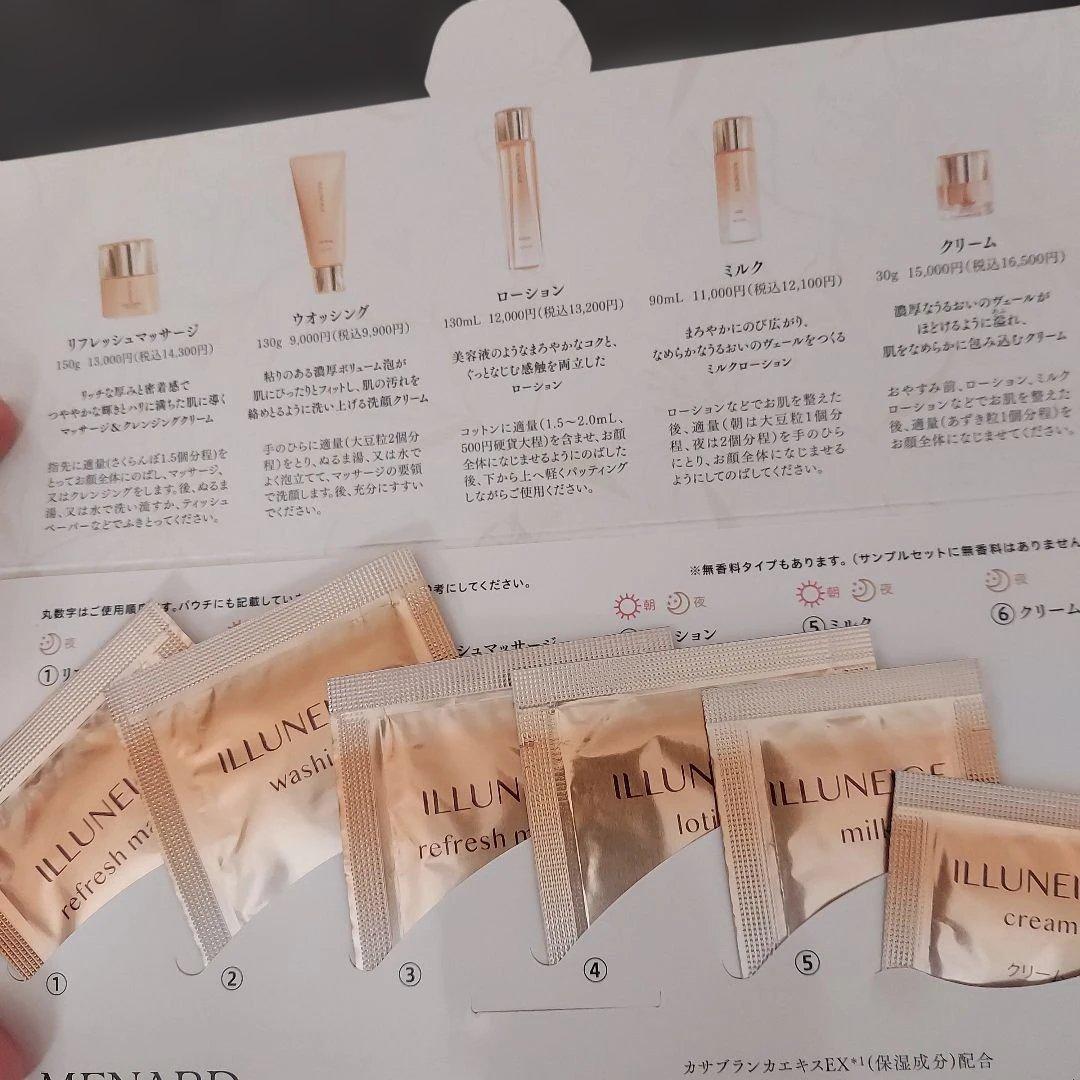 リフレッシュマッサージ
150g 13,000円(税込14,300円)
リッチな厚みと密着感で
つややかな輝きとハリに満ちた肌に導く
マッサージ&クレンジングクリーム
指先に適量(さくらんぼ1.5個分程)を
とってお顔全体にのばし、マッサージ、
又はクレンジングをします。後、ぬるま
湯、又は水で洗い流すか、ティッシュ
ペーパーなどでふきとってください。
ウオッシング
130g 9,000円(税込9,900円)
粘りのある濃厚ボリューム泡が
肌にぴったりとフィットし、肌の汚れを
絡めとるように洗い上げる洗顔クリーム
手のひらに適量(大豆粒2個分
程)をとり、ぬるま湯、又は水で
よく泡立てて、マッサージの要領
で洗顔します。後、充分にすすい
でください。
ローション
130mL 12,000円(税込13,200円)
美容液のようなまろやかなコクと、
ぐっとなじむ感触を両立した
ローション
コットンに適量(1.5〜2.0mL、
500円硬貨大程)を含ませ、お顔
全体になじませるようにのばした
後、下から上へ軽くパッティング
しながらご使用ください。
ミルク
90mL 11,000円(税込12,100円)
まろやかにのび広がり、
なめらかなうるおいのヴェールをつくる
ミルクローション
ローションなどでお肌を整えた
後、適量(朝は大豆粒1個分
程、夜は2個分程)を手のひら
にとり、お顔全体になじませる
ようにしてのばしてください。
クリーム
30g 15,000円(税込16,500円)
濃厚なうるおいのヴェールが
ほどけるように溢れ、
肌をなめらかに包み込むクリーム
おやすみ前、ローション、ミルク
ローションなどでお肌を整えた
後、適量(あずき粒1個分程)を
お顔全体になじませてください。
※無香料タイプもあります。(サンプルセットに無香料はありません
丸数字はご使用順 す。パウチにも記載してい 考にしてください。
夜
朝 夜
朝 夜
夜
①リ
シュマッサージ
ション
⑤ミルク
⑥クリーム
ILLUNEI
refresh ma
ILLUNEI
washi
ILLUN
refresh m
ILLUN
loti
ILLUNEIGE
milk
ILLUNEI
cream
クリーム
①
②
③
④
⑤
MENARD
カサブランカエキスEX*1(保湿成分)配合